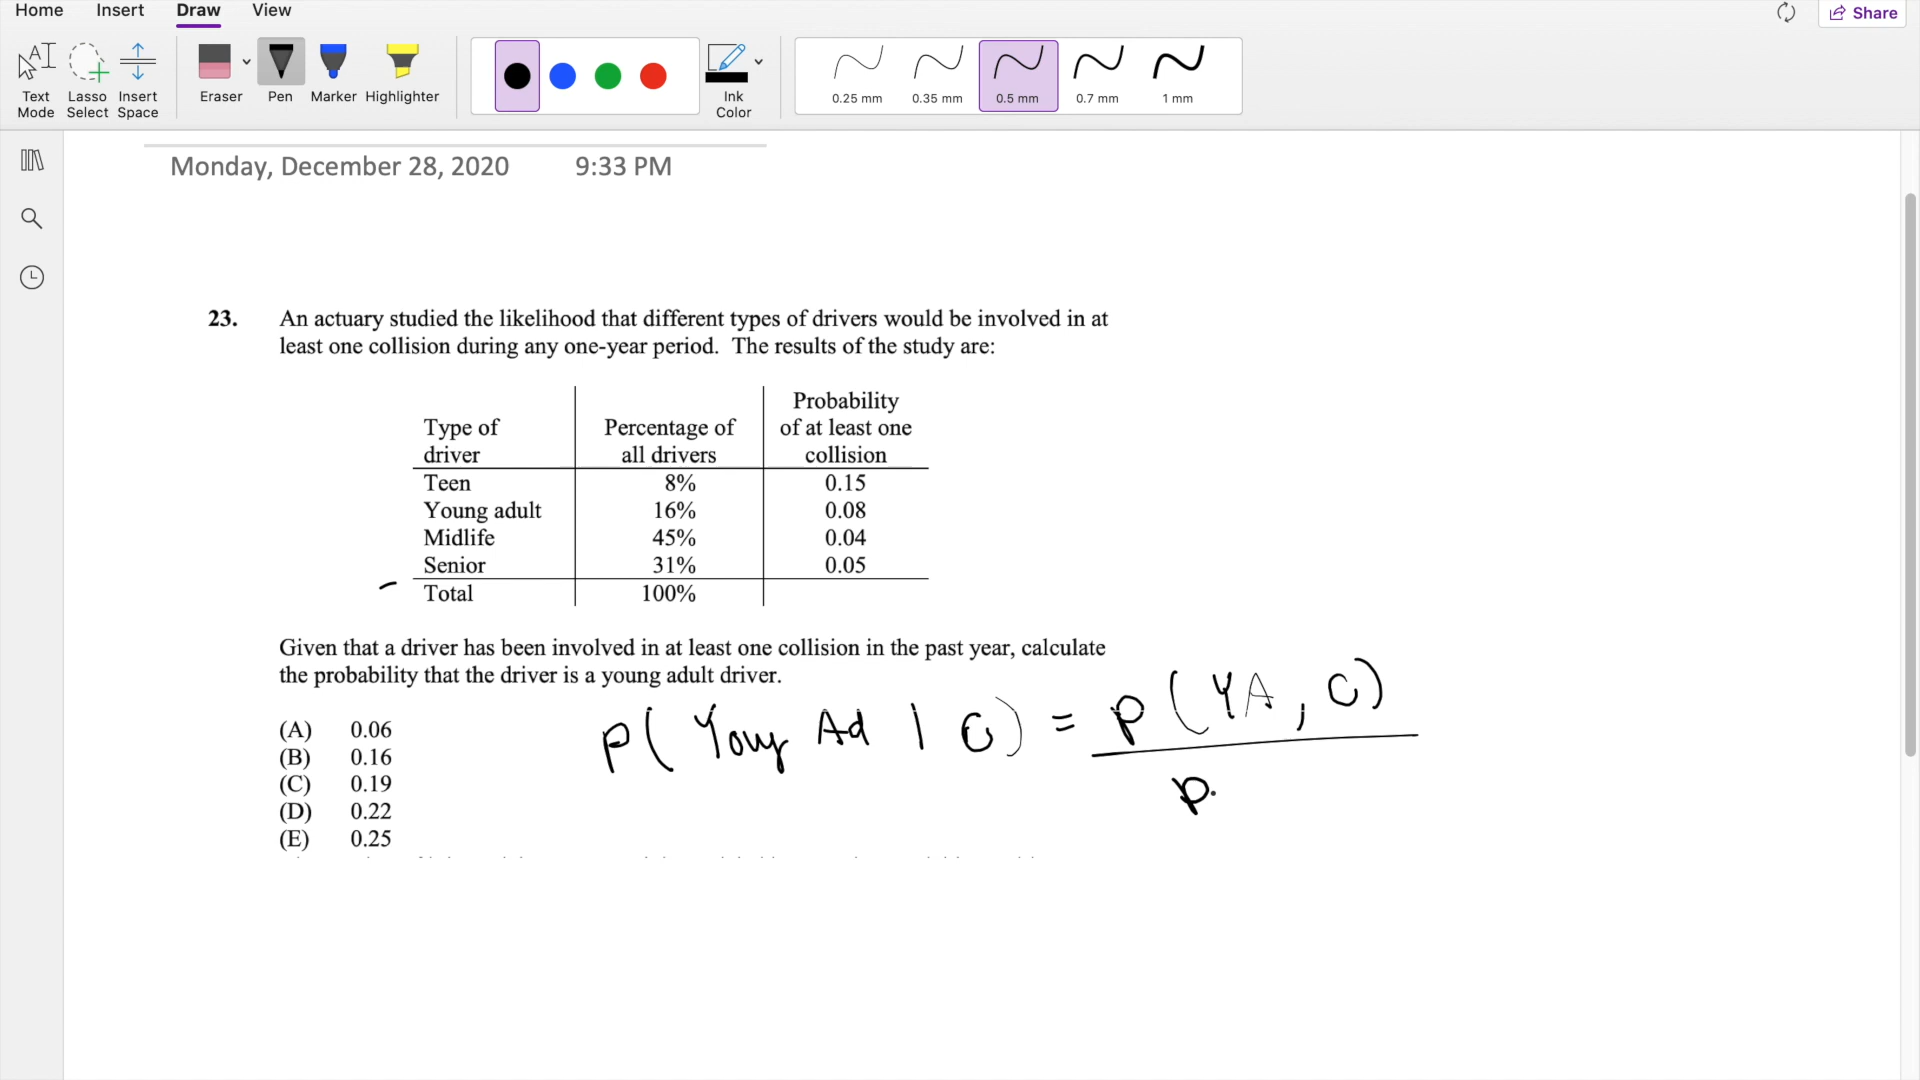 Home Insert Draw View
Share
Text Mode
Lasso Select
Insert Space
Eraser
Pen
Marker
Highlighter
Ink Color
0.25 mm
0.35 mm
0.5 mm
0.7 mm
1 mm
Monday, December 28, 2020 9:33 PM
23. An actuary studied the likelihood that different types of drivers would be involved in at
least one collision during any one-year period. The results of the study are:
Type of driver | Percentage of all drivers | Probability of at least one collision
Teen 8% 0.15
Young adult 16% 0.08
Midlife 45% 0.04
Senior 31% 0.05
Total 100%
Given that a driver has been involved in at least one collision in the past year, calculate
the probability that the driver is a young adult driver.
P( Young Ad | C) = P(YA, C)
P
(A) 0.06
(B) 0.16
(C) 0.19
(D) 0.22
(E) 0.25